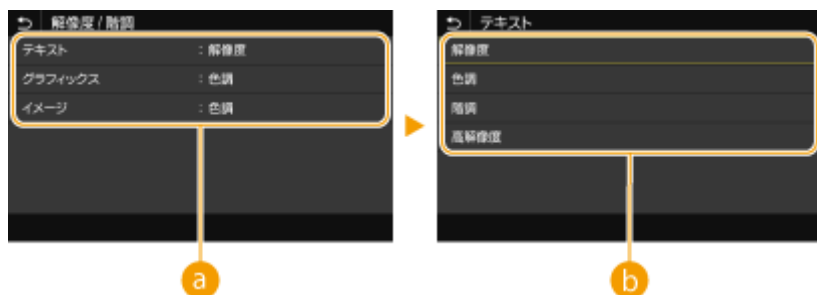 解像度/階調
テキスト : 解像度
グラフィックス : 色調
イメージ : 色調
a
テキスト
解像度
色調
階調
高解像度
b